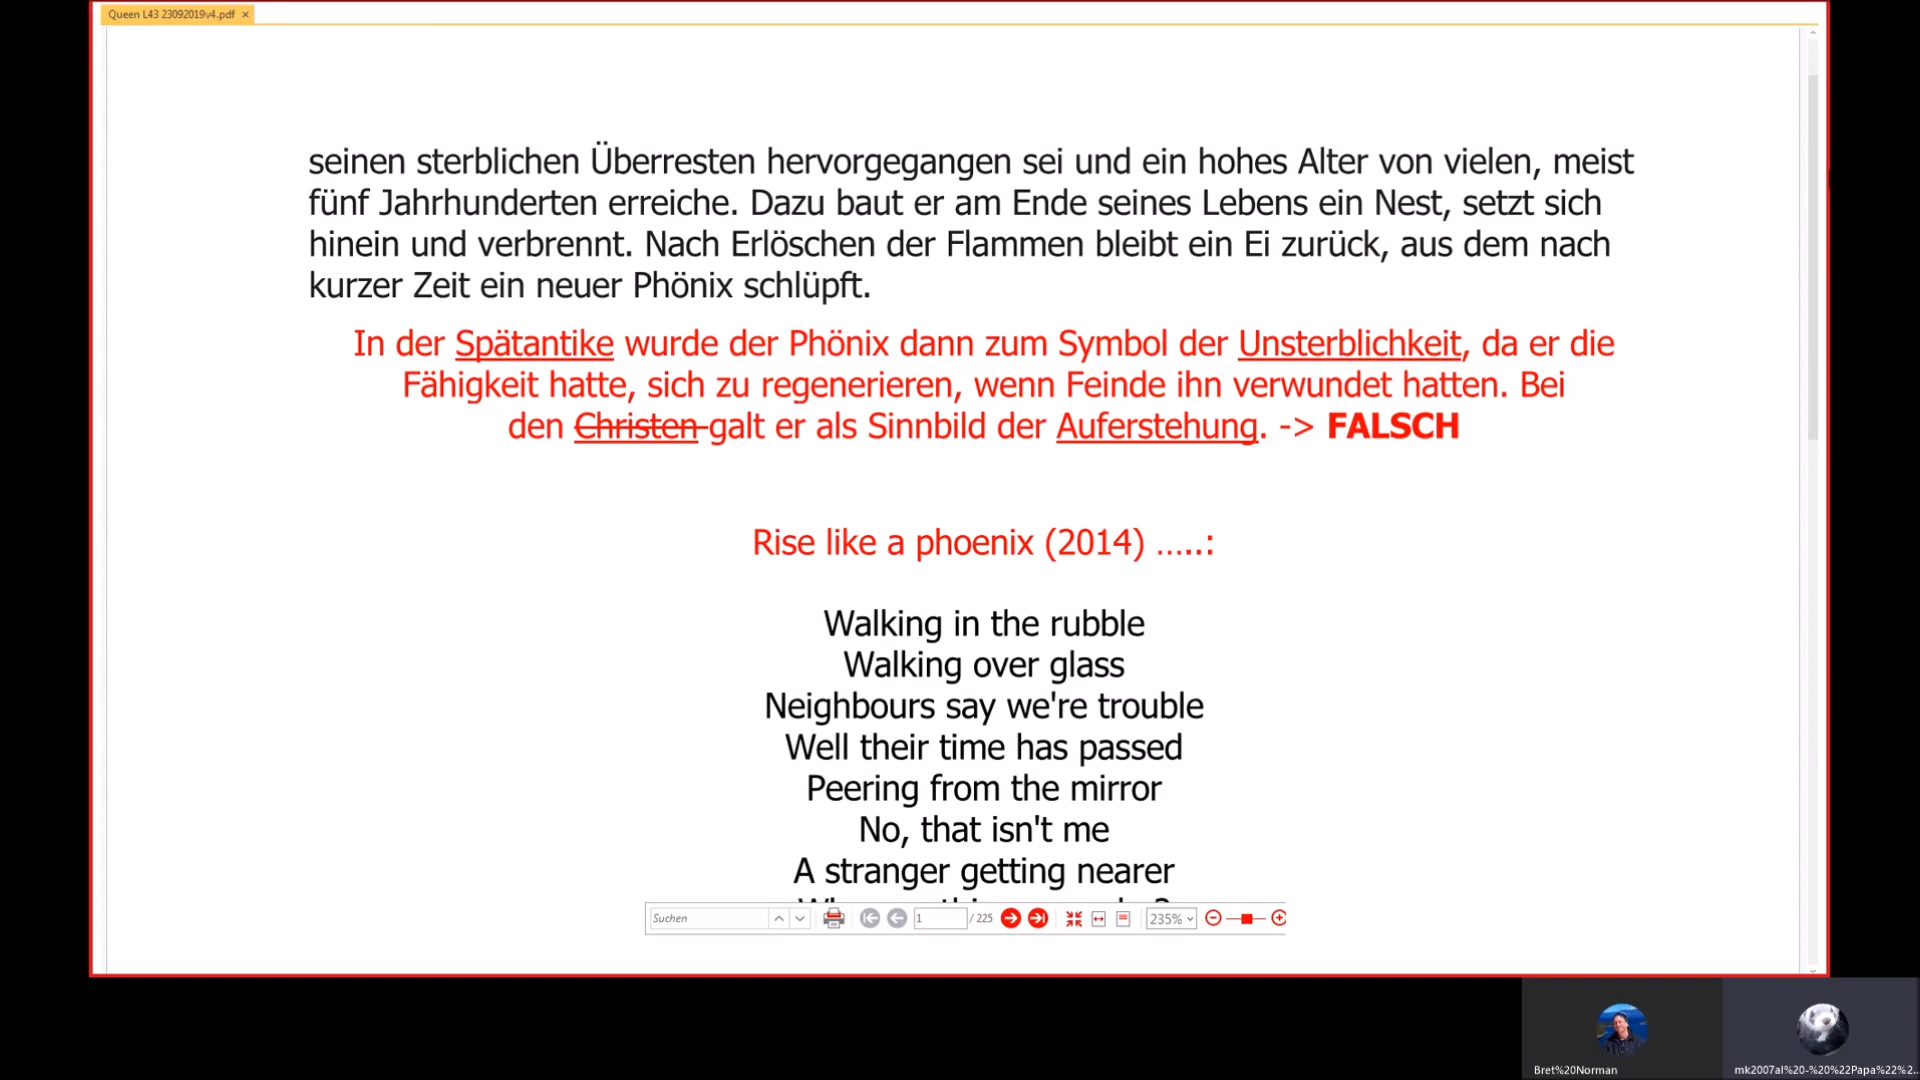 Queen L43 23092019v4.pdf
seinen sterblichen Überresten hervorgegangen sei und ein hohes Alter von vielen, meist
fünf Jahrhunderten erreiche. Dazu baut er am Ende seines Lebens ein Nest, setzt sich
hinein und verbrennt. Nach Erlöschen der Flammen bleibt ein Ei zurück, aus dem nach
kurzer Zeit ein neuer Phönix schlüpft.
In der Spätantike wurde der Phönix dann zum Symbol der Unsterblichkeit, da er die
Fähigkeit hatte, sich zu regenerieren, wenn Feinde ihn verwundet hatten. Bei
den Christen galt er als Sinnbild der Auferstehung. -> FALSCH
Rise like a phoenix (2014) .....:
Walking in the rubble
Walking over glass
Neighbours say we're trouble
Well their time has passed
Peering from the mirror
No, that isn't me
A stranger getting nearer
Suchen 1 / 225 235%
Bret%20Norman
mk2007al%20-%20%22Papa%22%2...